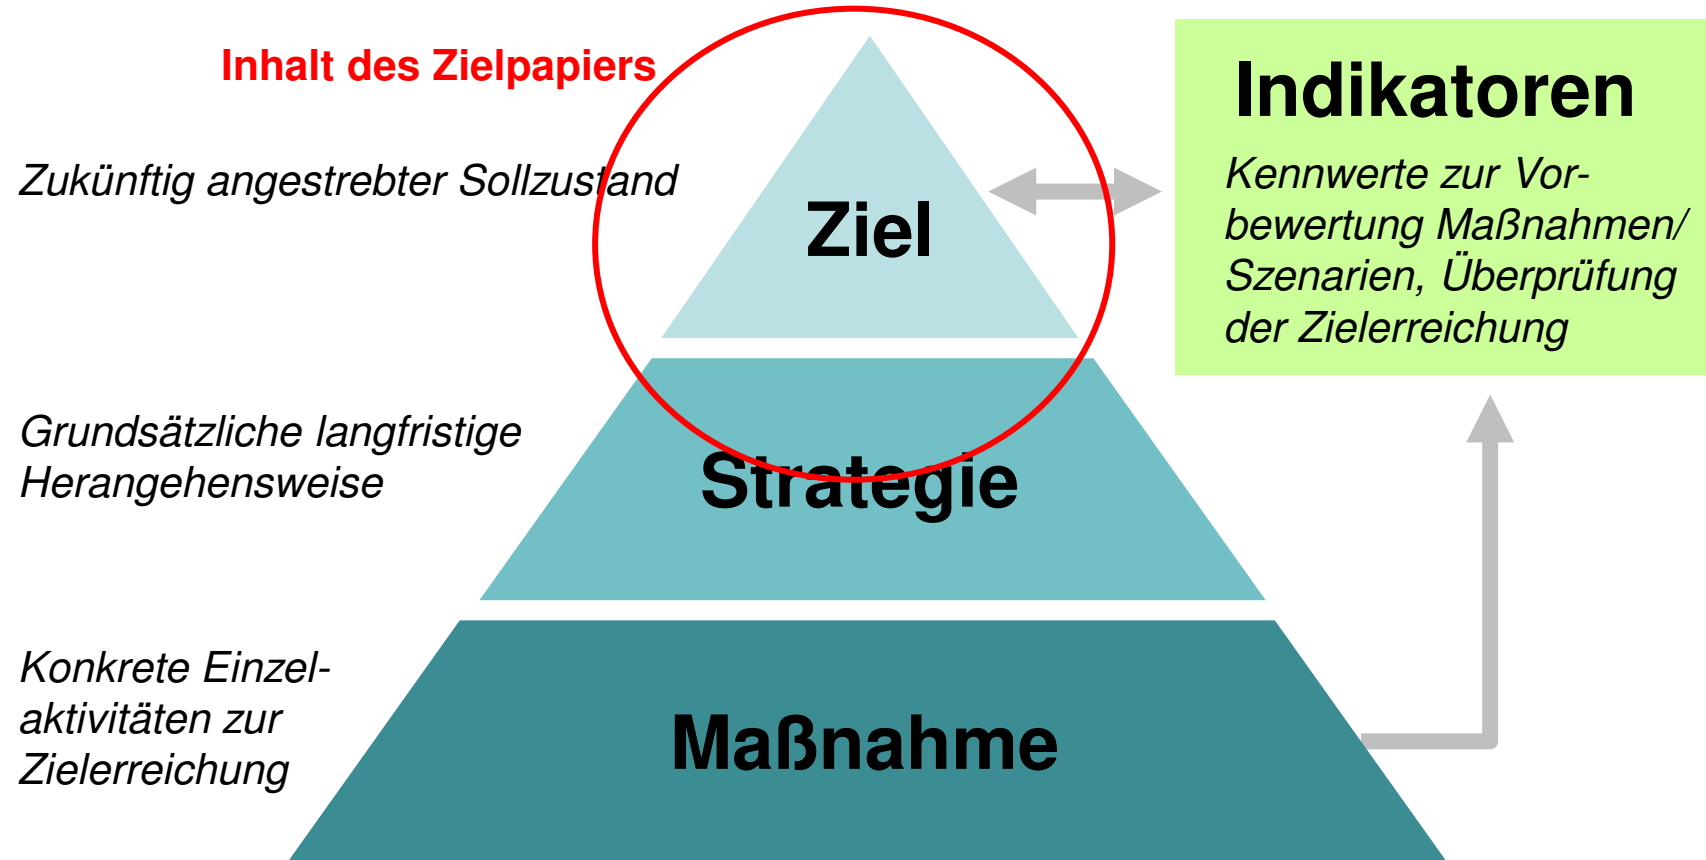 Inhalt des Zielpapiers
Zukünftig angestrebter Sollzustand
Ziel
Indikatoren
Kennwerte zur Vor-
bewertung Maßnahmen/
Szenarien, Überprüfung
der Zielerreichung
Grundsätzliche langfristige
Herangehensweise
Strategie
Konkrete Einzel-
aktivitäten zur
Zielerreichung
Maßnahme